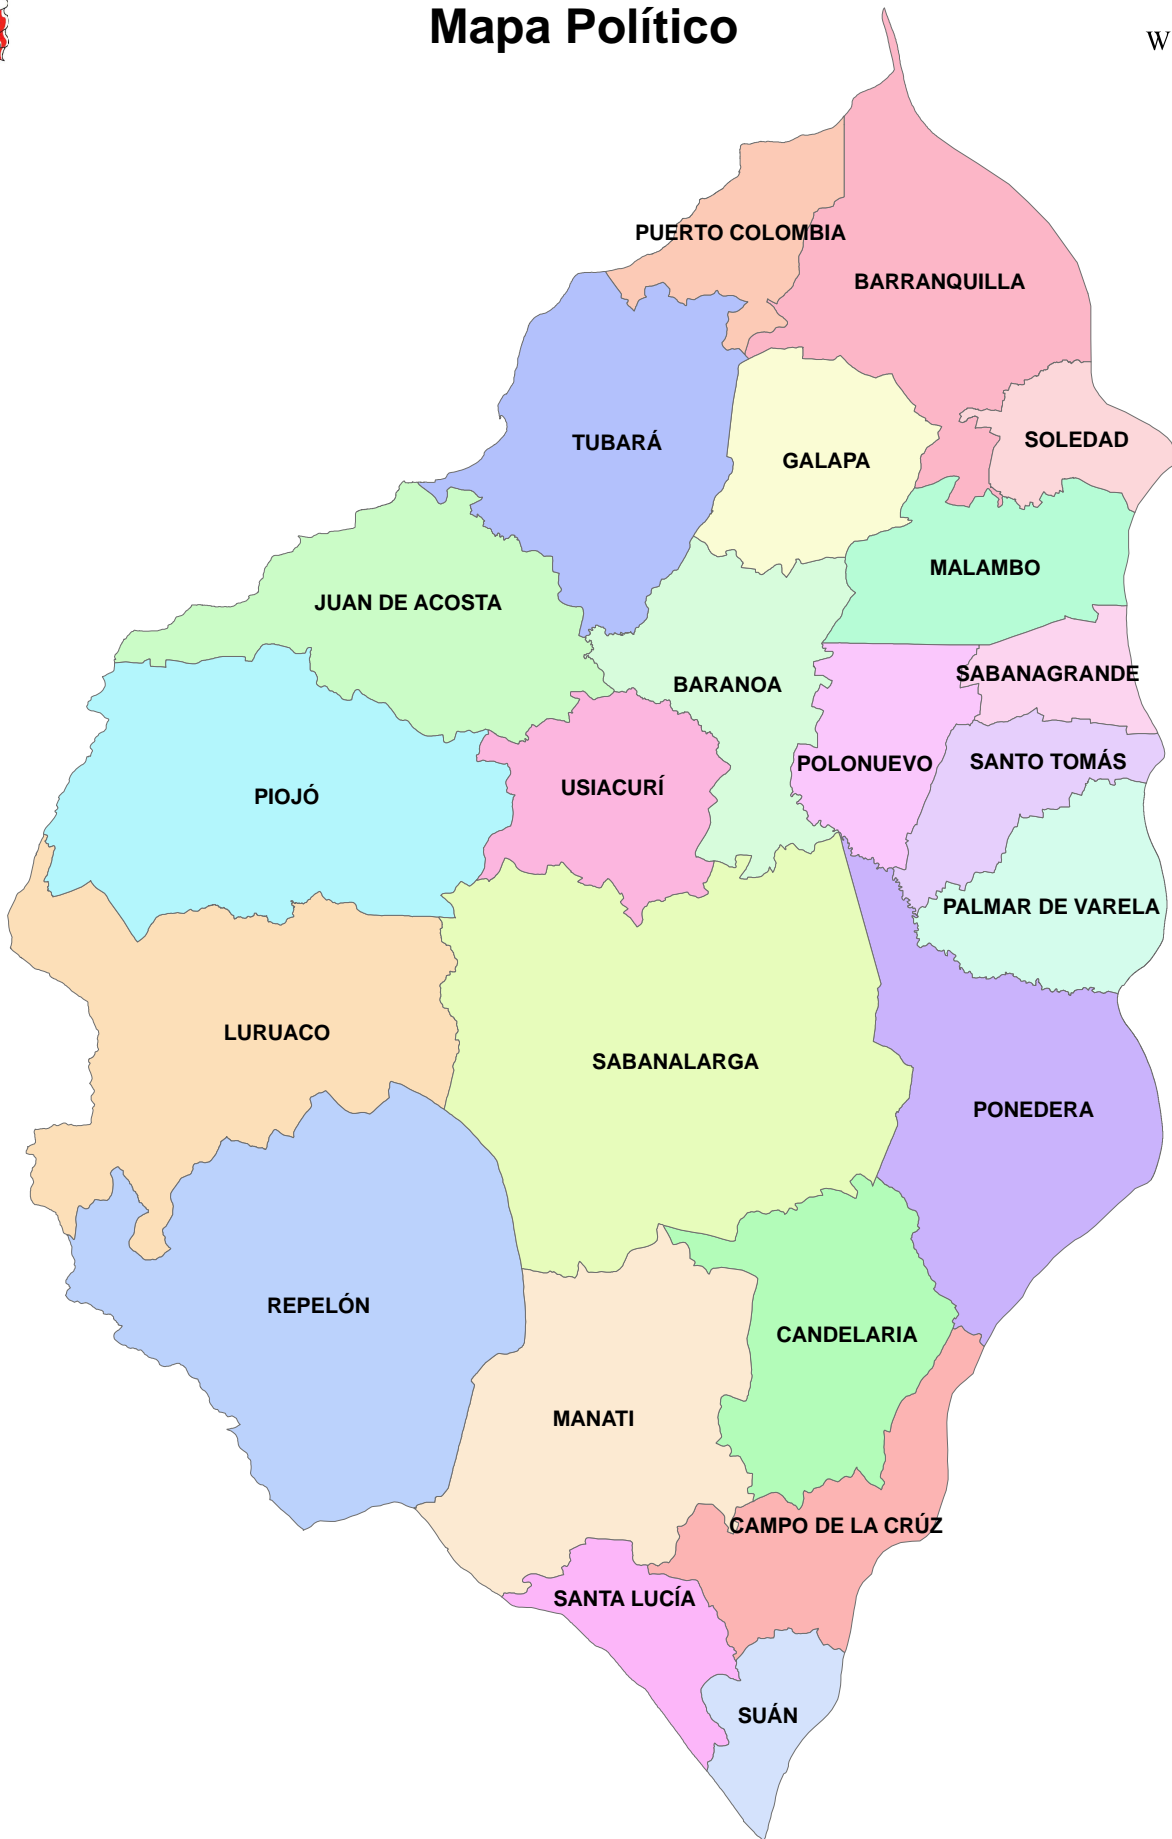 Mapa Político
W
PUERTO COLOMBIA
BARRANQUILLA
SOLEDAD
TUBARÁ
GALAPA
MALAMBO
JUAN DE ACOSTA
SABANAGRANDE
BARANOA
POLONUEVO
SANTO TOMÁS
USIACURÍ
PIOJÓ
PALMAR DE VARELA
LURUACO
SABANALARGA
PONEDERA
REPELÓN
CANDELARIA
MANATI
CAMPO DE LA CRÚZ
SANTA LUCÍA
SUÁN